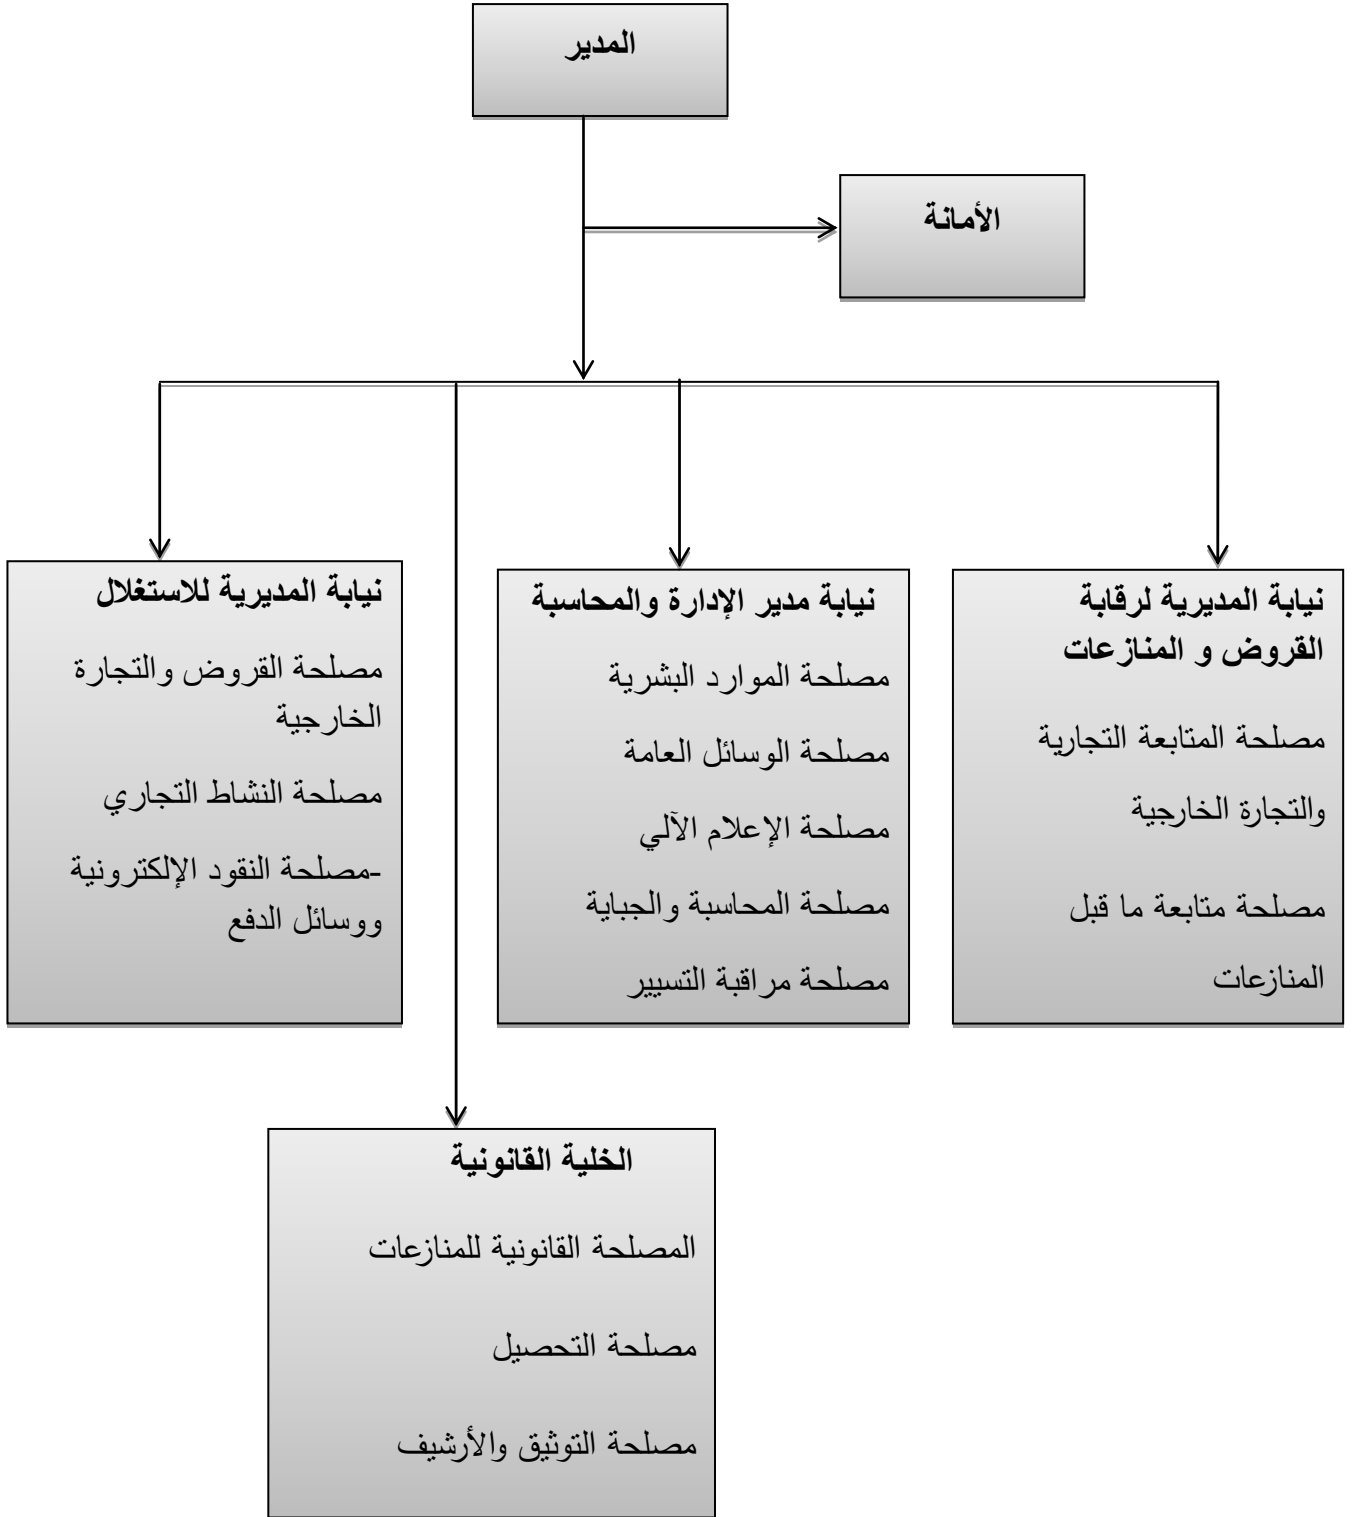 المدير
الأمانة
نيابة المديرية لرقابة
القروض و المنازعات
مصلحة المتابعة التجارية
والتجارة الخارجية
مصلحة متابعة ما قبل
المنازعات
نيابة مدير الإدارة والمحاسبة
مصلحة الموارد البشرية
مصلحة الوسائل العامة
مصلحة الإعلام الآلي
مصلحة المحاسبة والجباية
مصلحة مراقبة التسيير
نيابة المديرية للاستغلال
مصلحة القروض والتجارة
الخارجية
مصلحة النشاط التجاري
-مصلحة النقود الإلكترونية
ووسائل الدفع
الخلية القانونية
المصلحة القانونية للمنازعات
مصلحة التحصيل
مصلحة التوثيق والأرشيف